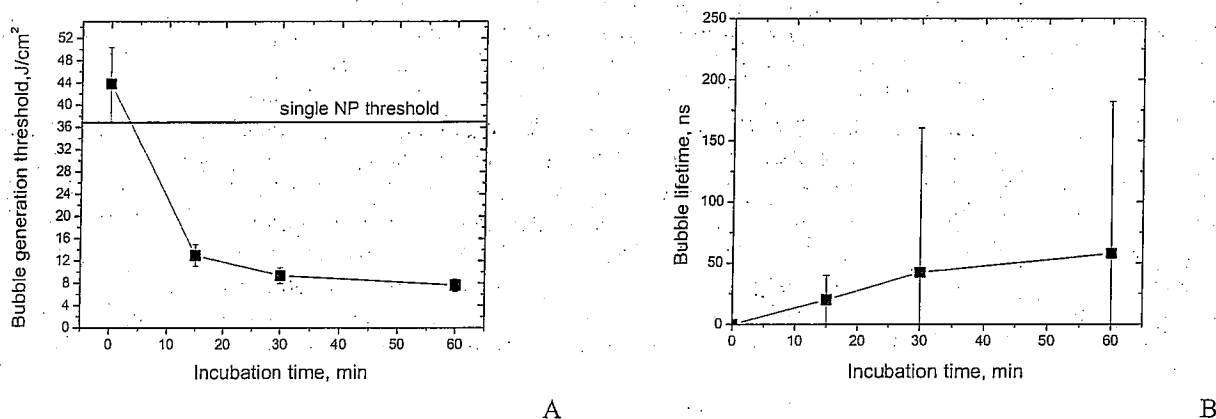 Bubble generation threshold,J/cm²
52
48
44
40
36
32
28
24
20
16
12
8
4
0
single NP threshold
0 10 20 30 40 50 60
Incubation time, min
A
Bubble lifetime, ns
250
200
150
100
50
0
0 10 20 30 40 50 60
Incubation time, min
B